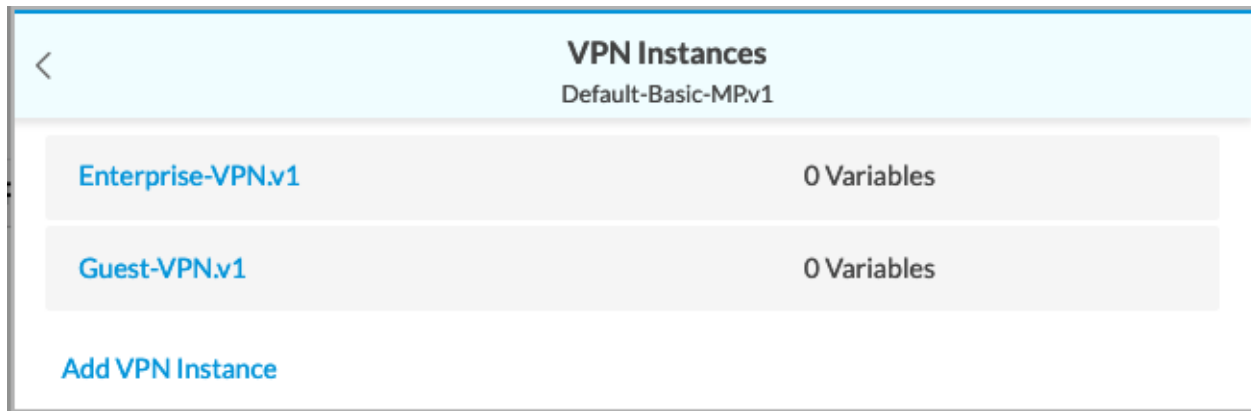 VPN Instances
Default-Basic-MP.v1
Enterprise-VPN.v1 0 Variables
Guest-VPN.v1 0 Variables
Add VPN Instance